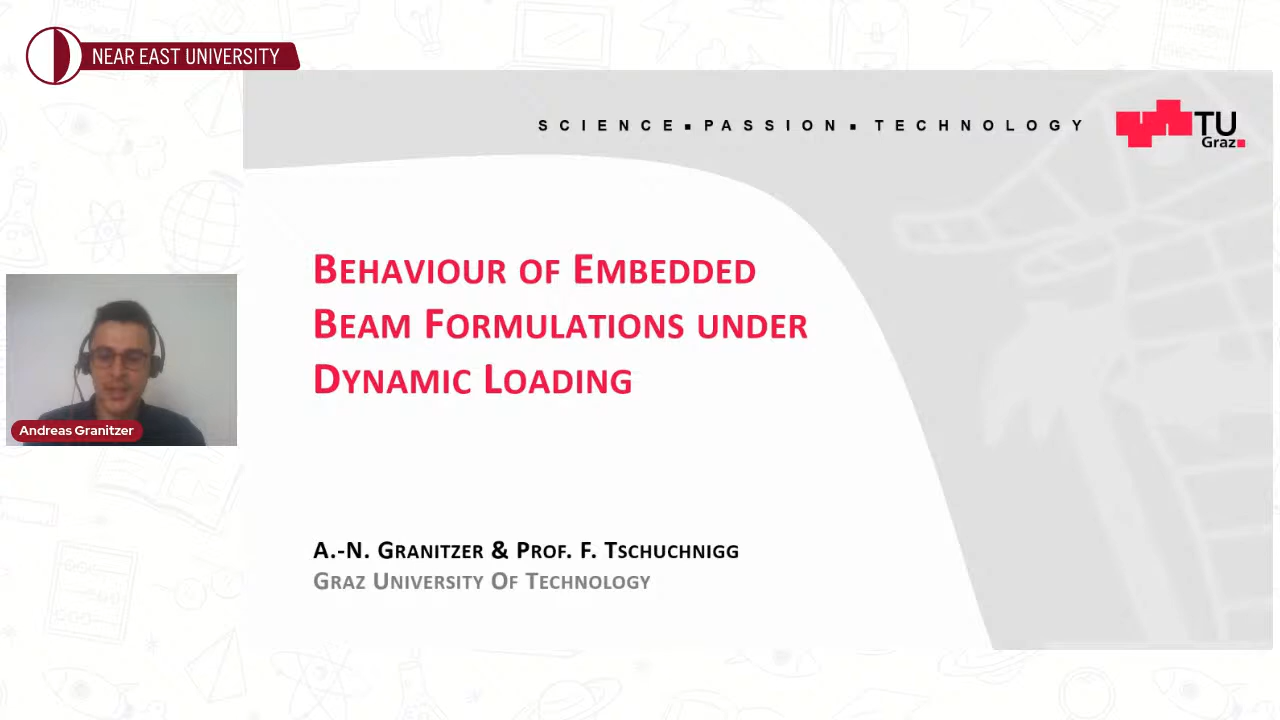 NEAR EAST UNIVERSITY
SCIENCE ▪ PASSION ▪ TECHNOLOGY
TU
Graz
BEHAVIOUR OF EMBEDDED
BEAM FORMULATIONS UNDER
DYNAMIC LOADING
Andreas Granitzer
A.-N. GRANITZER & PROF. F. TSCHUCHNIGG
GRAZ UNIVERSITY OF TECHNOLOGY